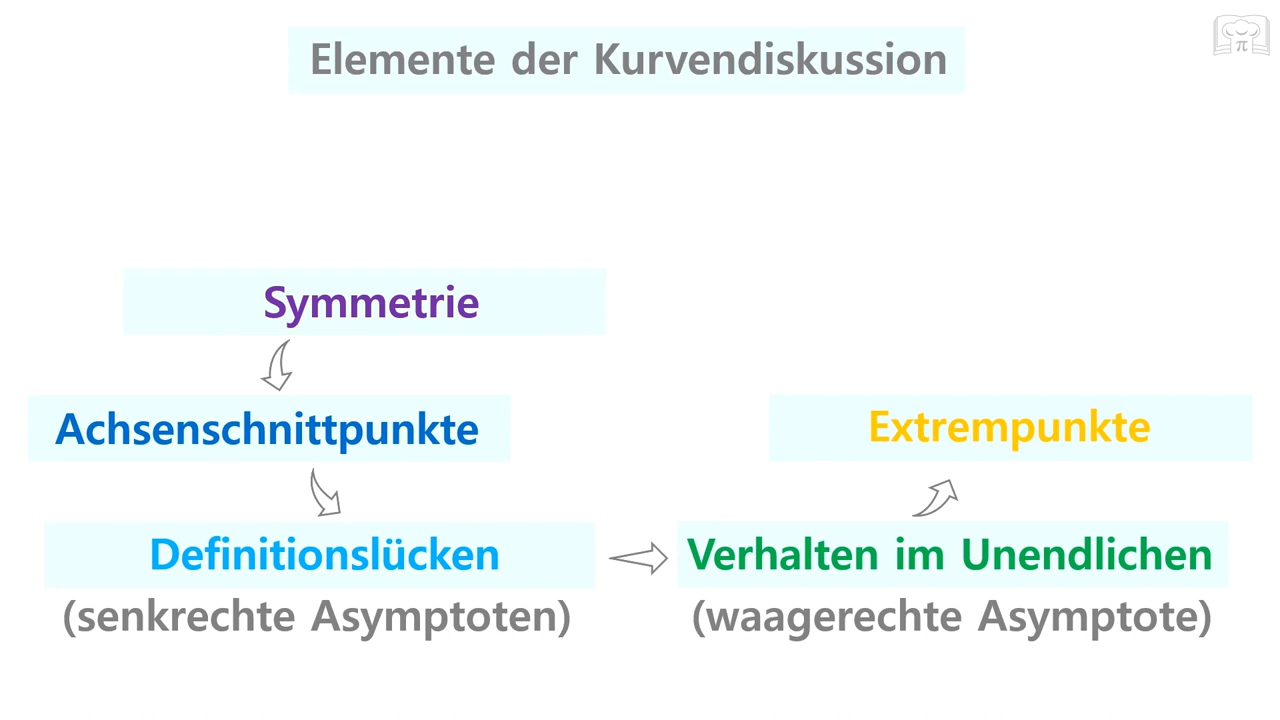 Elemente der Kurvendiskussion
Symmetrie
Achsenschnittpunkte
Definitionslücken
(senkrechte Asymptoten)
Verhalten im Unendlichen
(waagerechte Asymptote)
Extrempunkte
π